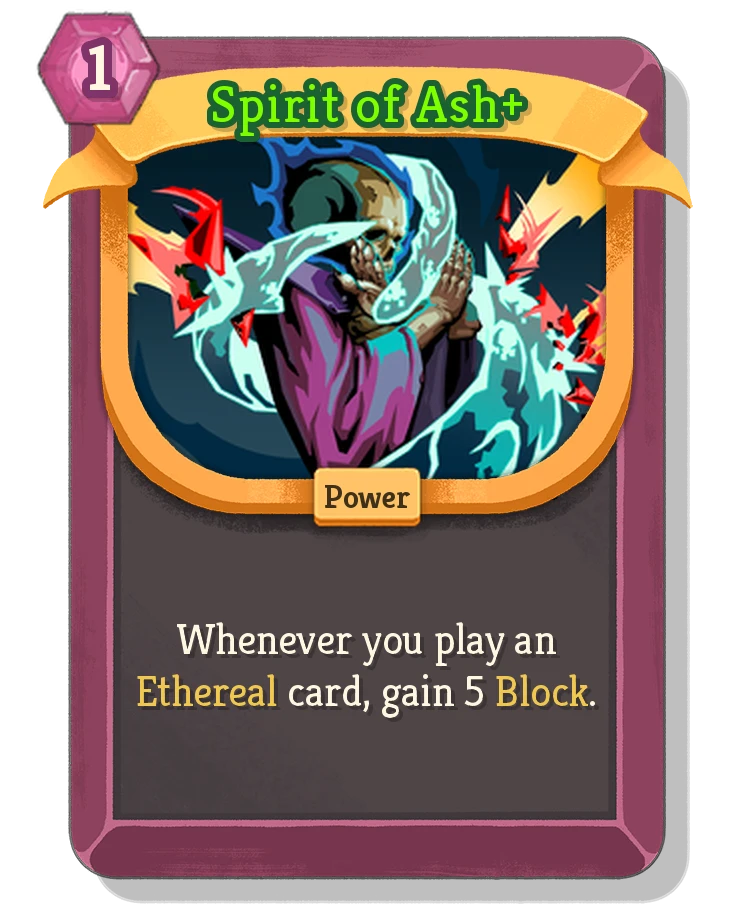 1
Spirit of Ash+
Power
Whenever you play an
Ethereal card, gain 5 Block.